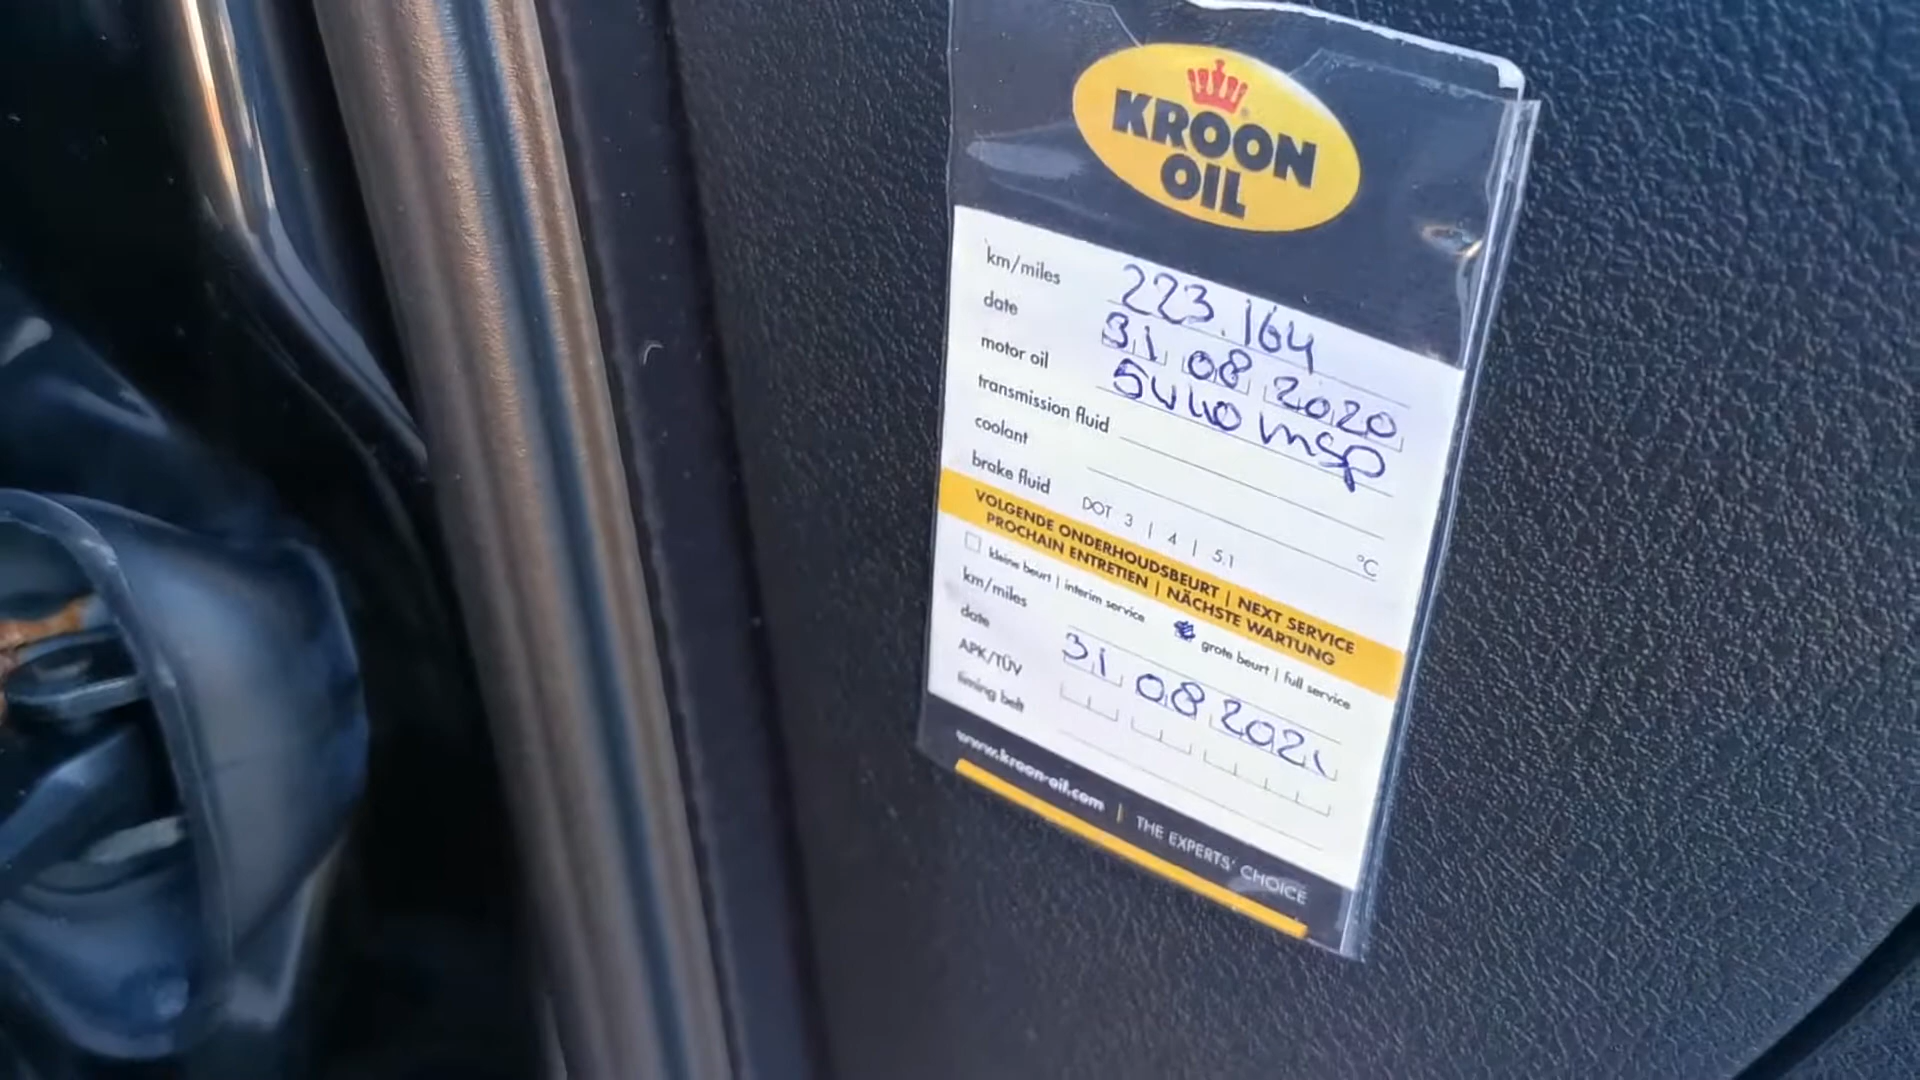 KROON
OIL
km/miles 223.164
date 31 08 2020
motor oil 5W40 MSP
transmission fluid
coolant °C
brake fluid DOT 3 | 4 | 5.1
VOLGENDE ONDERHOUDSBEURT | NEXT SERVICE
PROCHAIN ENTRETIEN | NÄCHSTE WARTUNG
kleine beurt | interim service grote beurt | full service
km/miles
date 31 08 2021
APK/TÜV
timing belt
www.kroon-oil.com | THE EXPERTS' CHOICE